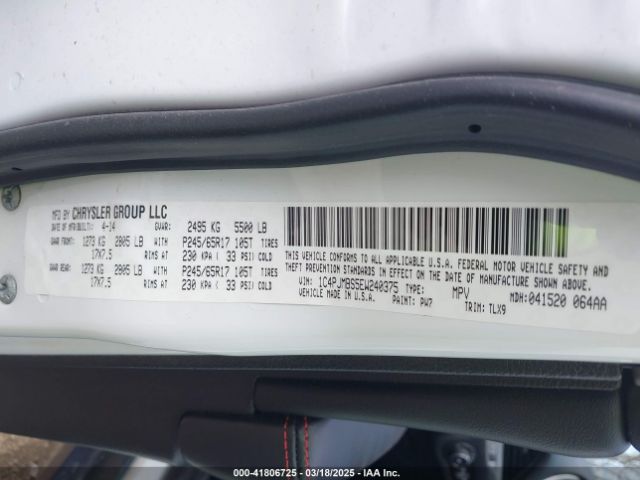 MFD BY CHRYSLER GROUP LLC
DATE OF MFR/BUILT: 4-14 GVWR: 2495 KG 5500 LB
GAWR FRONT: 1273 KG 2805 LB WITH P245/65R17 105T TIRES
17X7.5 RIMS AT 230 KPA ( 33 PSI) COLD
GAWR REAR: 1273 KG 2805 LB WITH P245/65R17 105T TIRES
17X7.5 RIMS AT 230 KPA ( 33 PSI) COLD
THIS VEHICLE CONFORMS TO ALL APPLICABLE U.S.A. FEDERAL MOTOR VEHICLE SAFETY AND
THEFT PREVENTION STANDARDS IN EFFECT ON THE DATE OF MANUFACTURE SHOWN ABOVE.
VIN: 1C4PJMBS5EW240375 TYPE: MPV MDH: 041520 064AA
VEHICLE MADE IN U.S.A. PAINT: PW7 TRIM: TLX9
000-41806725 - 03/18/2025 - IAA Inc.